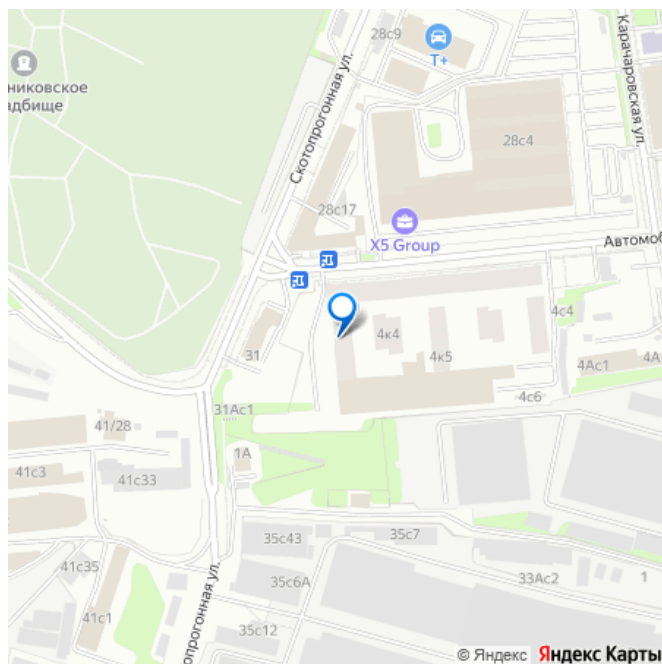 28с9
Т+
никовское
адбище
Скотопрогонная ул.
Карачаровская ул.
28с4
28с17
X5 Group
Автомоб
4с4
4к4
31
4к5
4Ас1
4А
4с6
31Ас1
41/28
1А
41с3
41с33
35с43
35с7
41с35
35с6А
33Ас2
1
41с1
35с12
опрогонная ул.
© Яндекс Яндекс Карты